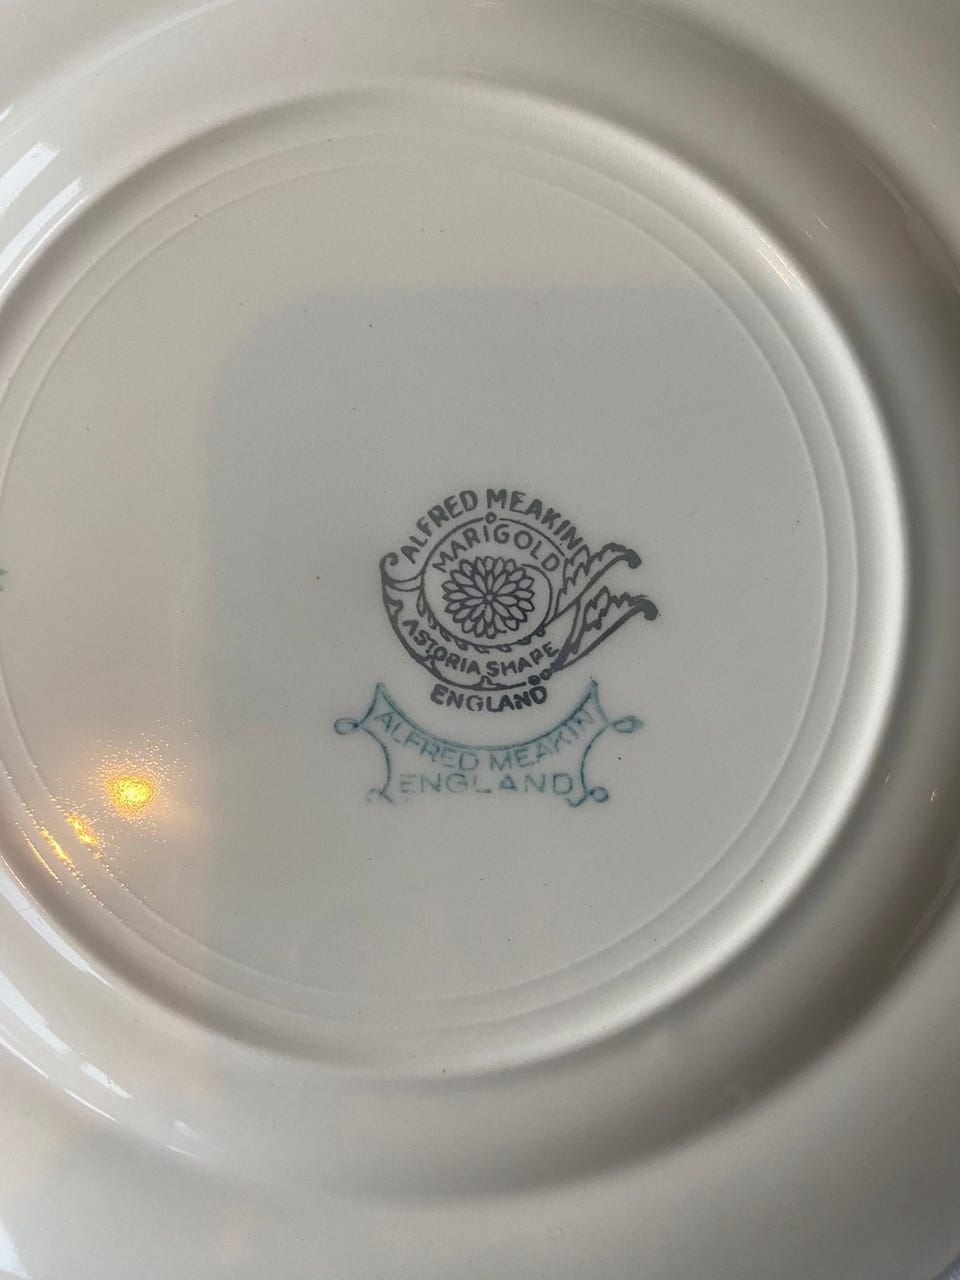 ALFRED MEAKIN
MARIGOLD
ASTORIA SHAPE
ENGLAND
ALFRED MEAKIN
ENGLAND